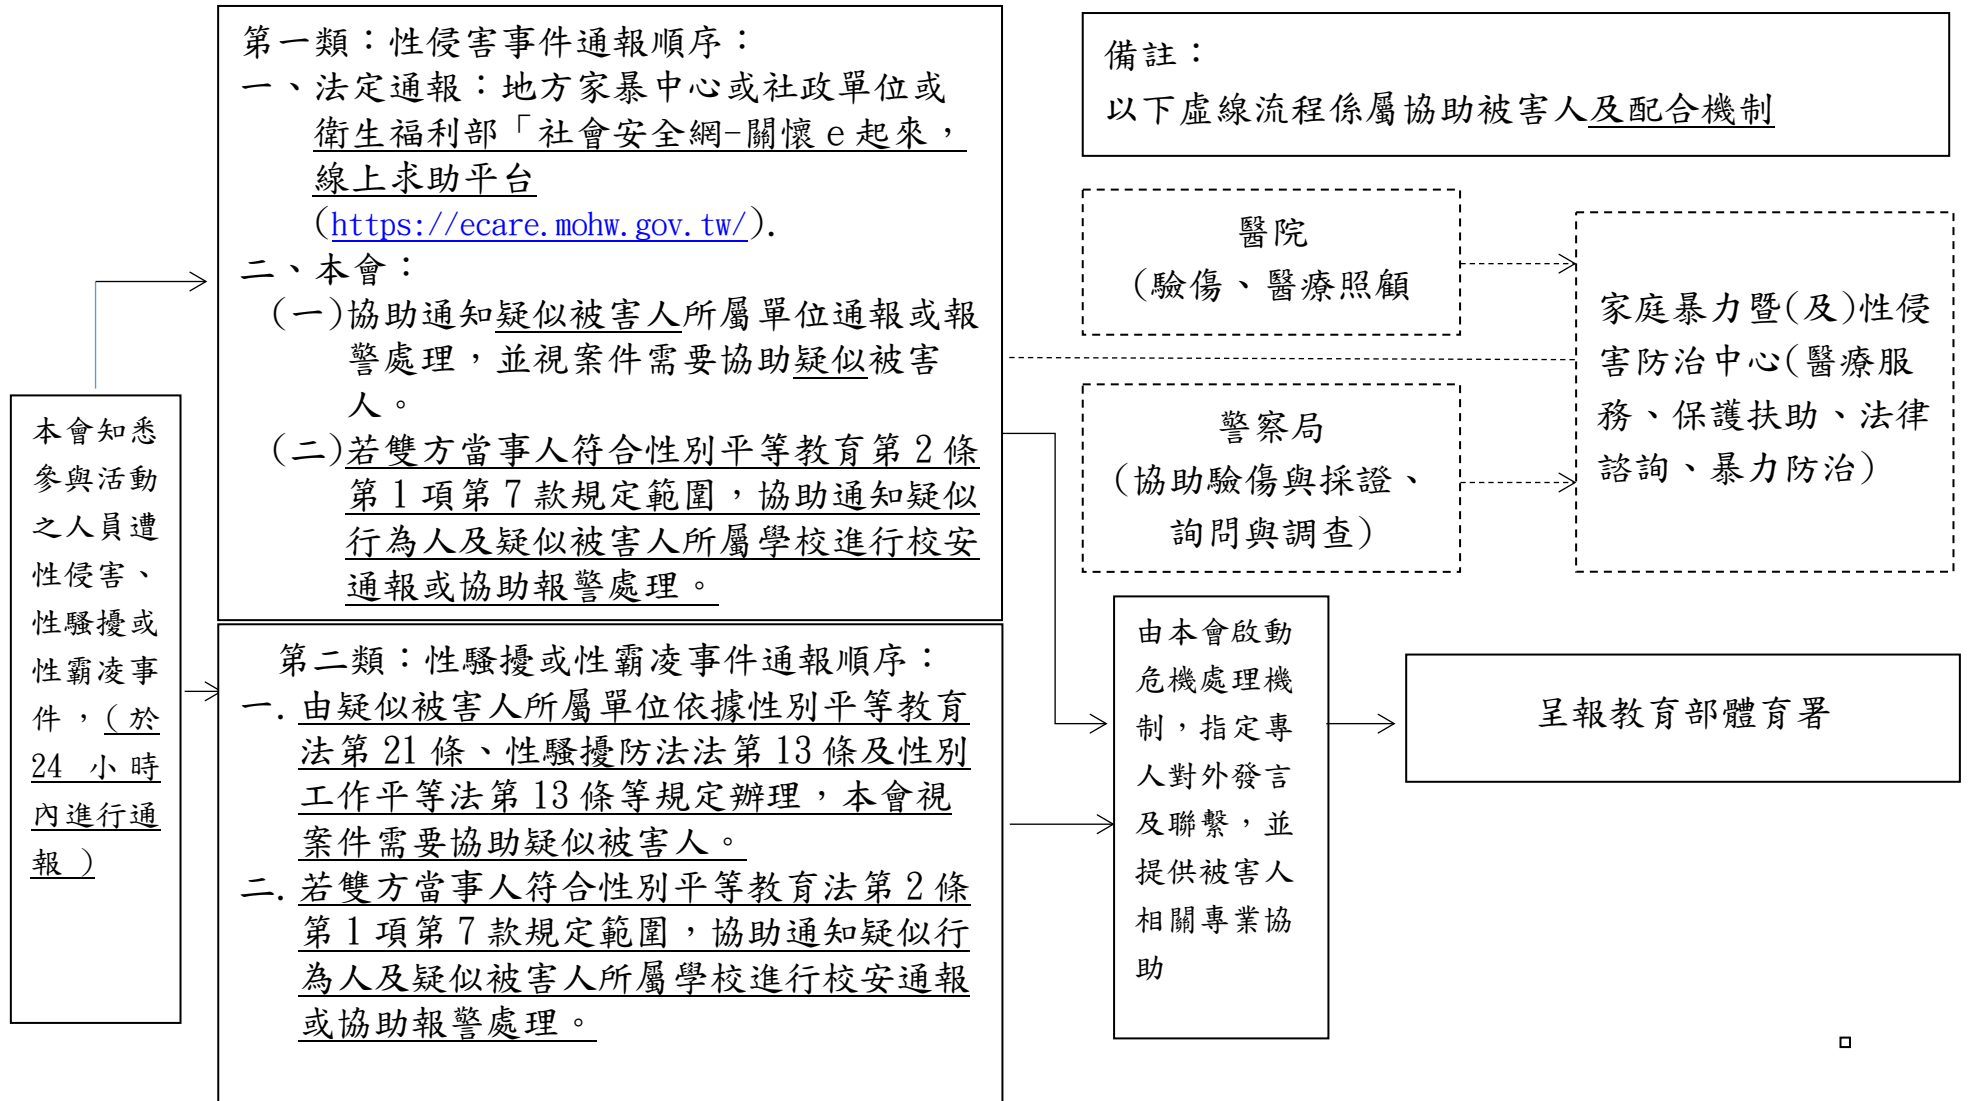 本會知悉
參與活動
之人員遭
性侵害、
性騷擾或
性霸凌事
件，(於
24 小時
內進行通
報 )
第一類：性侵害事件通報順序：
一、法定通報：地方家暴中心或社政單位或
衛生福利部「社會安全網-關懷 e 起來，
線上求助平台
(https://ecare.mohw.gov.tw/).
二、本會：
(一)協助通知疑似被害人所屬單位通報或報
警處理，並視案件需要協助疑似被害
人。
(二)若雙方當事人符合性別平等教育第 2 條
第 1 項第 7 款規定範圍，協助通知疑似
行為人及疑似被害人所屬學校進行校安
通報或協助報警處理。
第二類：性騷擾或性霸凌事件通報順序：
一. 由疑似被害人所屬單位依據性別平等教育
法第 21 條、性騷擾防法法第 13 條及性別
工作平等法第 13 條等規定辦理，本會視
案件需要協助疑似被害人。
二. 若雙方當事人符合性別平等教育法第 2 條
第 1 項第 7 款規定範圍，協助通知疑似行
為人及疑似被害人所屬學校進行校安通報
或協助報警處理。
備註：
以下虛線流程係屬協助被害人及配合機制
醫院
(驗傷、醫療照顧
警察局
(協助驗傷與採證、
詢問與調查)
家庭暴力暨(及)性侵
害防治中心(醫療服
務、保護扶助、法律
諮詢、暴力防治)
由本會啟動
危機處理機
制，指定專
人對外發言
及聯繫，並
提供被害人
相關專業協
助
呈報教育部體育署